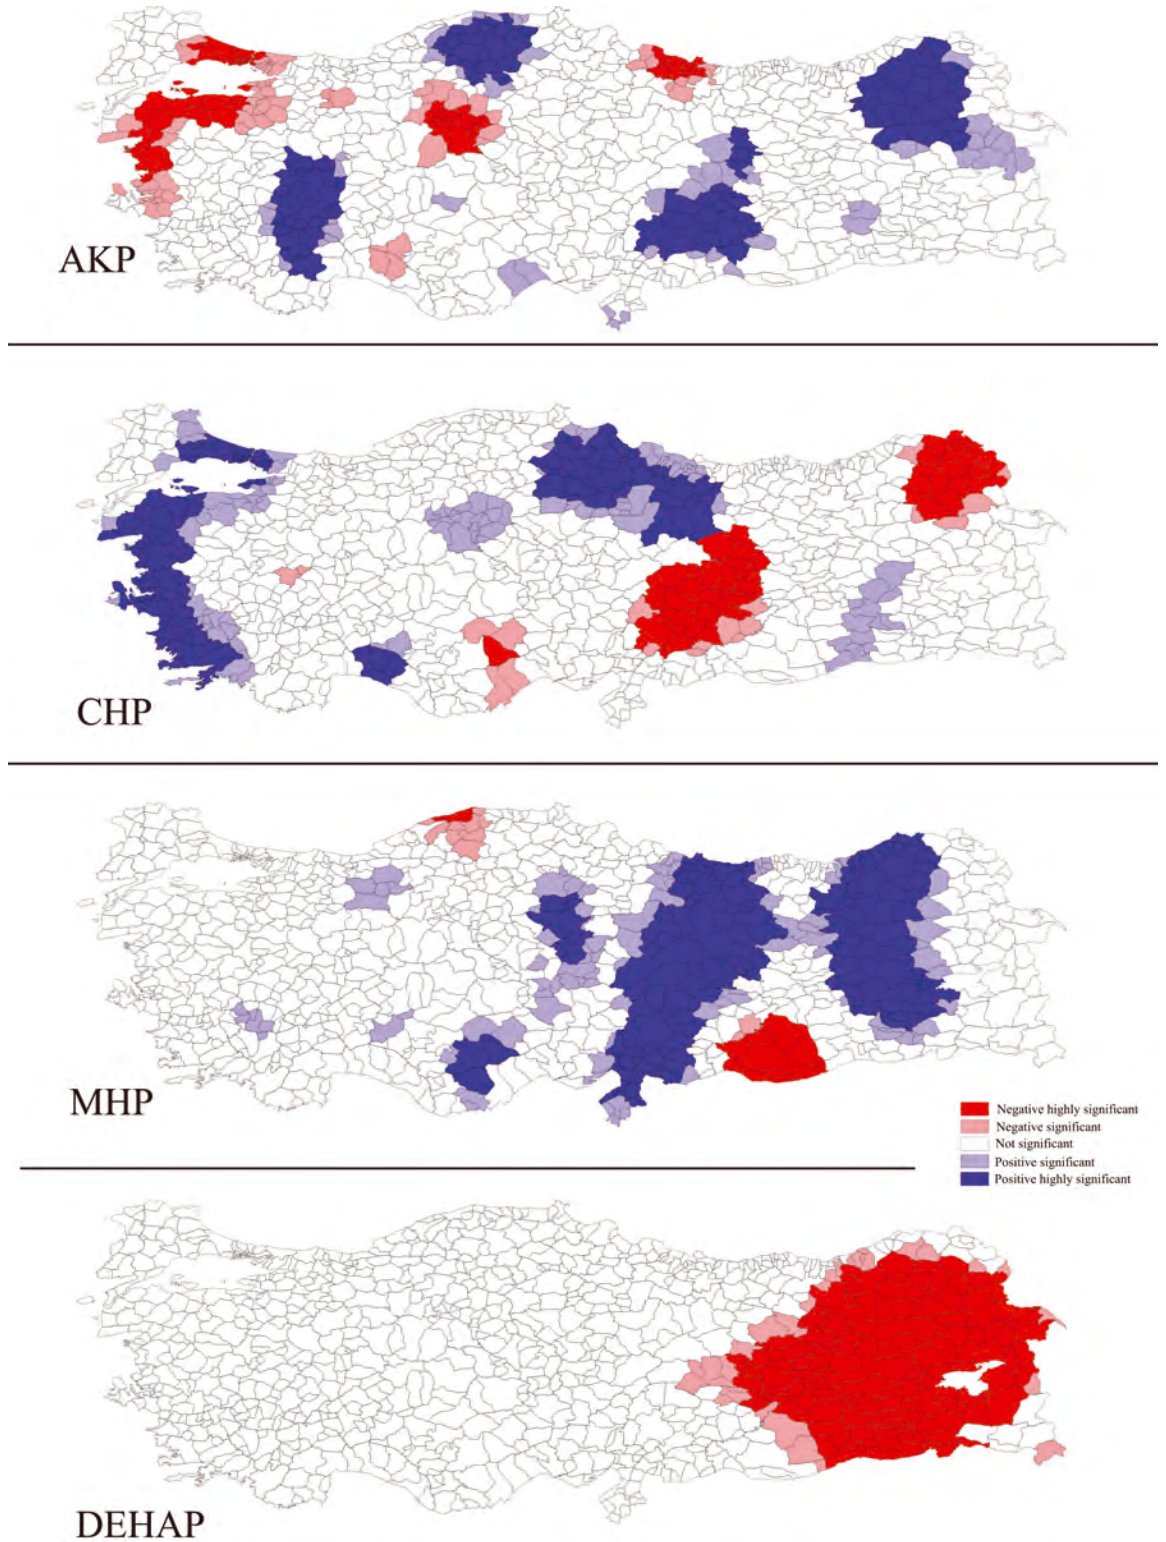 AKP
CHP
MHP
Negative highly significant
Negative significant
Not significant
Positive significant
Positive highly significant
DEHAP